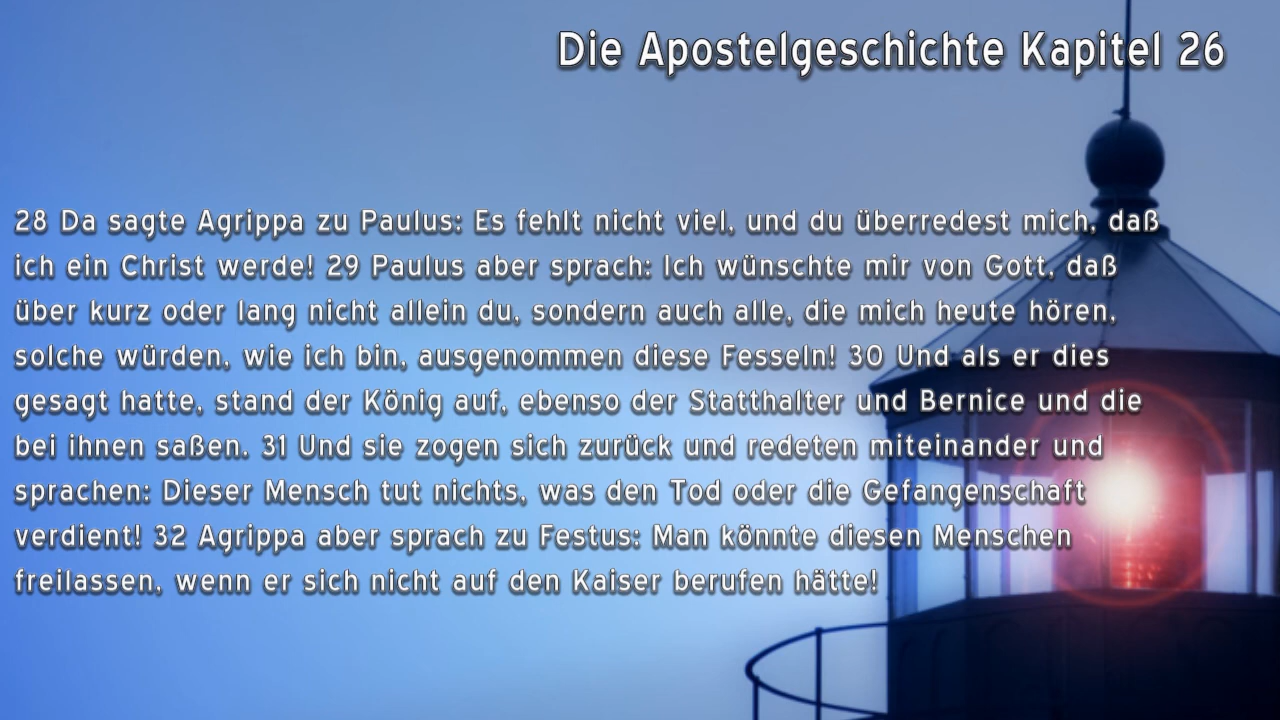 Die Apostelgeschichte Kapitel 26
28 Da sagte Agrippa zu Paulus: Es fehlt nicht viel, und du überredest mich, daß
ich ein Christ werde! 29 Paulus aber sprach: Ich wünschte mir von Gott, daß
über kurz oder lang nicht allein du, sondern auch alle, die mich heute hören,
solche würden, wie ich bin, ausgenommen diese Fesseln! 30 Und als er dies
gesagt hatte, stand der König auf, ebenso der Statthalter und Bernice und die
bei ihnen saßen. 31 Und sie zogen sich zurück und redeten miteinander und
sprachen: Dieser Mensch tut nichts, was den Tod oder die Gefangenschaft
verdient! 32 Agrippa aber sprach zu Festus: Man könnte diesen Menschen
freilassen, wenn er sich nicht auf den Kaiser berufen hätte!